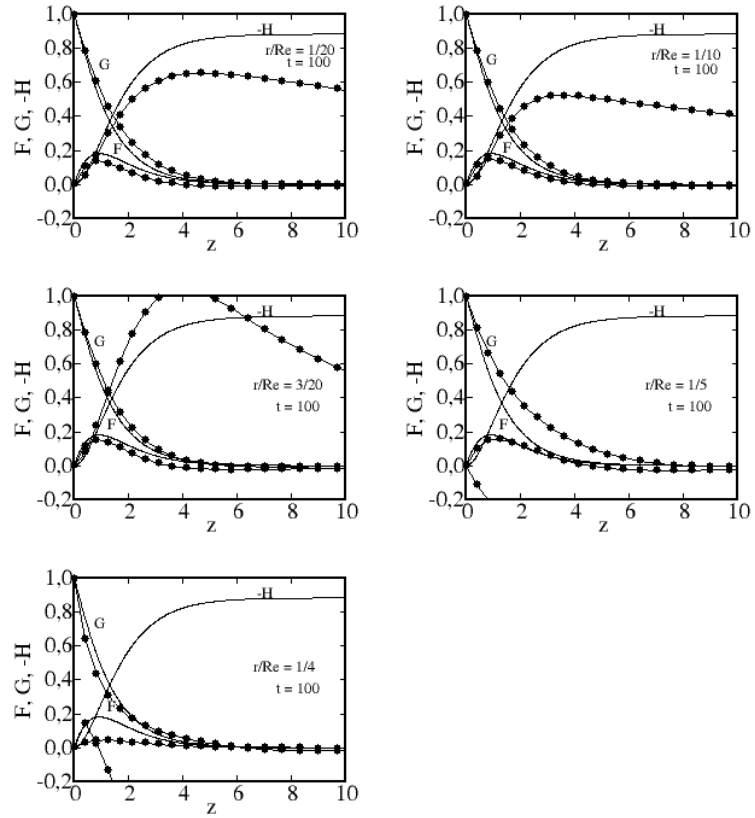 1,0
0,8
0,6
0,4
0,2
0,0
-0,2
F, G, -H
G
F
-H
r/Re = 1/20
t = 100
0 2 4 6 8 10
z
1,0
0,8
0,6
0,4
0,2
0,0
-0,2
F, G, -H
G
F
-H
r/Re = 1/10
t = 100
0 2 4 6 8 10
z
1,0
0,8
0,6
0,4
0,2
0,0
-0,2
F, G, -H
G
F
-H
r/Re = 3/20
t = 100
0 2 4 6 8 10
z
1,0
0,8
0,6
0,4
0,2
0,0
-0,2
F, G, -H
G
F
-H
r/Re = 1/5
t = 100
0 2 4 6 8 10
z
1,0
0,8
0,6
0,4
0,2
0,0
-0,2
F, G, -H
G
F
-H
r/Re = 1/4
t = 100
0 2 4 6 8 10
z